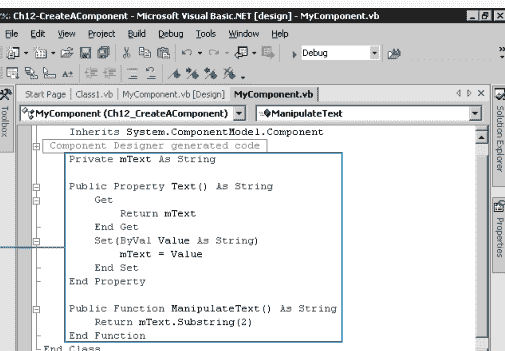 Ch12-CreateAComponent - Microsoft Visual Basic.NET [design] - MyComponent.vb
File Edit View Project Build Debug Tools Window Help
Debug
Start Page Class1.vb MyComponent.vb [Design] MyComponent.vb
MyComponent (Ch12_CreateAComponent) ManipulateText
Toolbox
Solution Explorer
Properties
Inherits System.ComponentModel.Component
Component Designer generated code
Private mText As String
Public Property Text() As String
Get
Return mText
End Get
Set(ByVal Value As String)
mText = Value
End Set
End Property
Public Function ManipulateText() As String
Return mText.Substring(2)
End Function
End Class